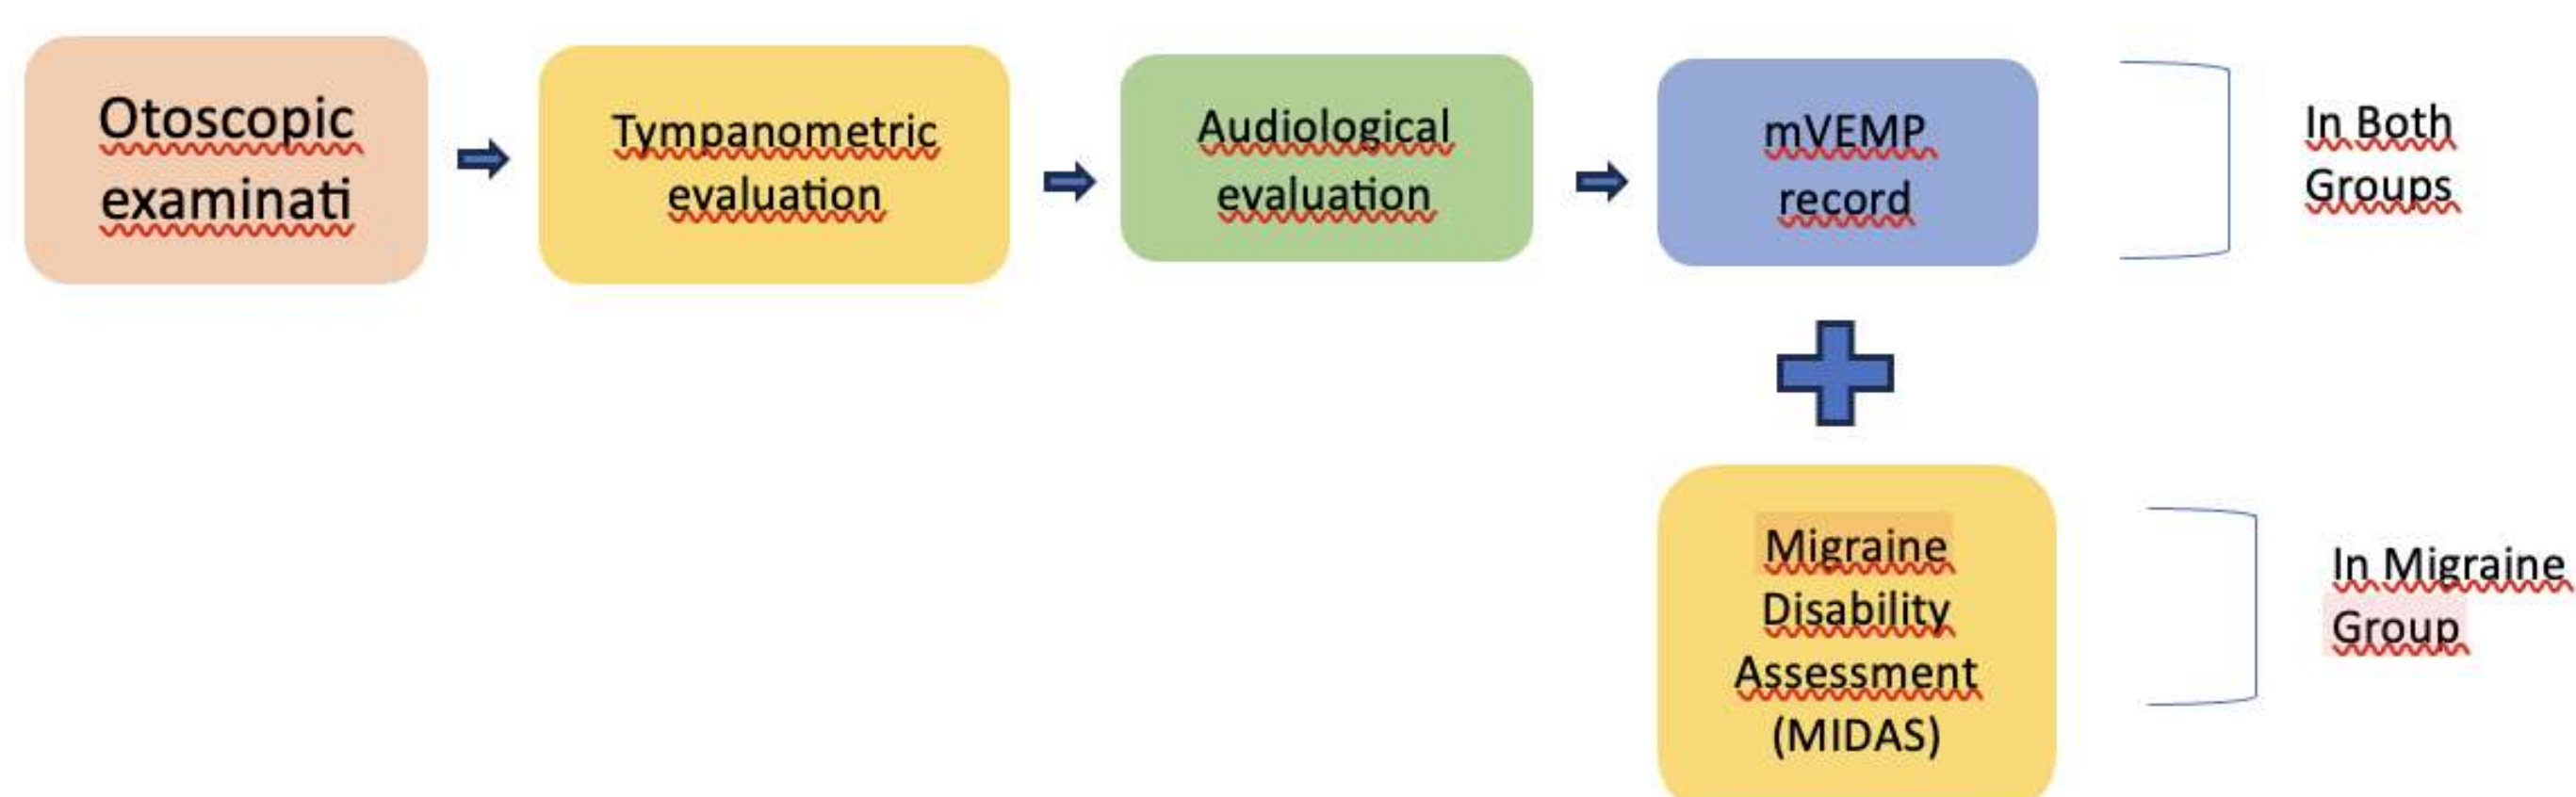 Otoscopic
examinati
Tympanometric
evaluation
Audiological
evaluation
mVEMP
record
In Both
Groups
Migraine
Disability
Assessment
(MIDAS)
In Migraine
Group